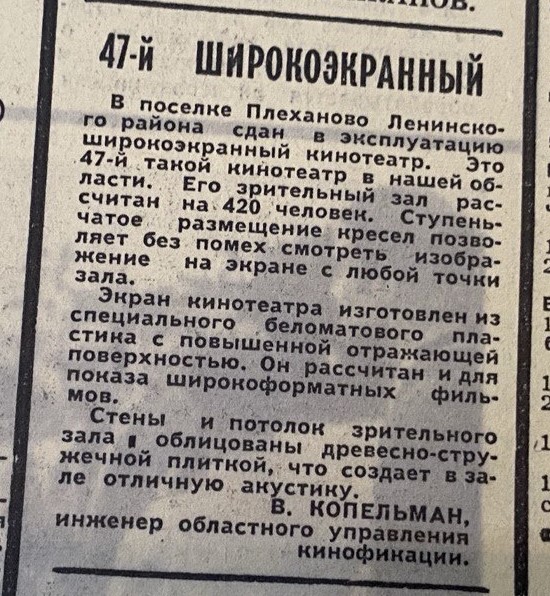 47-й ШИРОКОЭКРАННЫЙ
В поселке Плеханово Ленинско-
го района сдан в эксплуатацию
широкоэкранный кинотеатр. Это
47-й такой кинотеатр в нашей об-
ласти. Его зрительный зал рас-
считан на 420 человек. Ступень-
чатое размещение кресел позво-
ляет без помех смотреть изобра-
жение на экране с любой точки
зала.
Экран кинотеатра изготовлен из
специального беломатового пла-
стика с повышенной отражающей
поверхностью. Он рассчитан и для
показа широкоформатных филь-
мов.
Стены и потолок зрительного
зала облицованы древесно-стру-
жечной плиткой, что создает в за-
ле отличную акустику.
В. КОПЕЛЬМАН,
инженер областного управления
кинофикации.